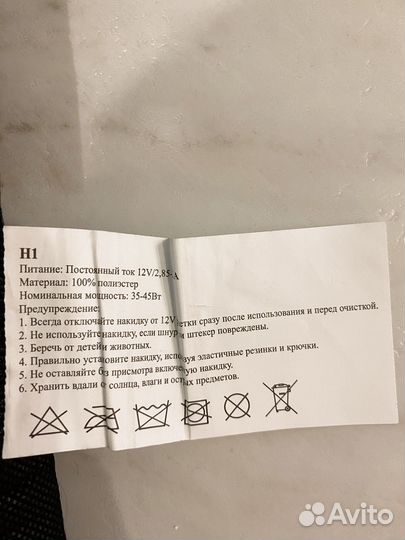 H1
Питание: Постоянный ток 12V/2,85-А
Материал: 100% полиэстер
Номинальная мощность: 35-45Вт
Предупреждение:
1. Всегда отключайте накидку от 12V сетки сразу после использования и перед очисткой.
2. Не используйте накидку, если шнур и штекер повреждены.
3. Беречь от детей и животных.
4. Правильно установите накидку, используя эластичные резинки и крючки.
5. Не оставляйте без присмотра включенную накидку.
6. Хранить вдали от солнца, влаги и острых предметов.
Avito